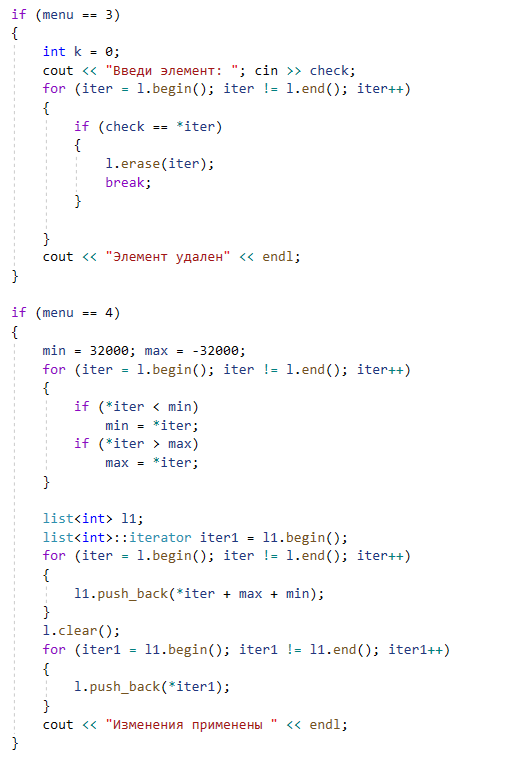 if (menu == 3)
{
    int k = 0;
    cout << "Введи элемент: "; cin >> check;
    for (iter = l.begin(); iter != l.end(); iter++)
    {
        if (check == *iter)
        {
            l.erase(iter);
            break;
        }

    }
    cout << "Элемент удален" << endl;
}

if (menu == 4)
{
    min = 32000; max = -32000;
    for (iter = l.begin(); iter != l.end(); iter++)
    {
        if (*iter < min)
            min = *iter;
        if (*iter > max)
            max = *iter;
    }

    list<int> l1;
    list<int>::iterator iter1 = l1.begin();
    for (iter = l.begin(); iter != l.end(); iter++)
    {
        l1.push_back(*iter + max + min);
    }
    l.clear();
    for (iter1 = l1.begin(); iter1 != l1.end(); iter1++)
    {
        l.push_back(*iter1);
    }
    cout << "Изменения применены " << endl;
}